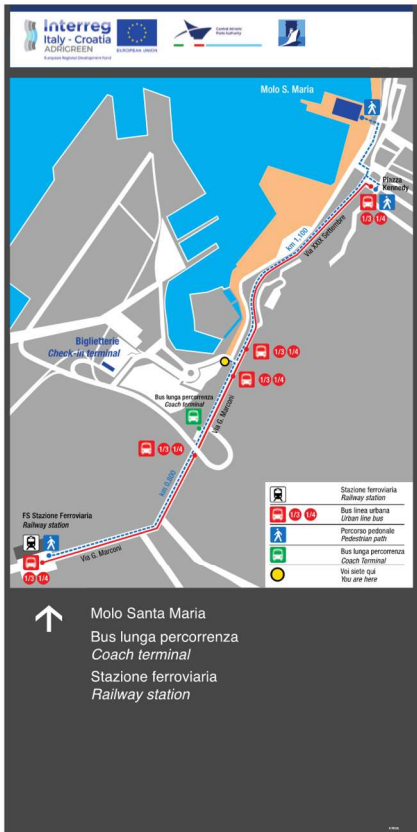 Interreg
Italy - Croatia
ADRIGREEN
European Regional Development Fund
EUROPEAN UNION
Central Adriatic
Ports Authority
Molo S. Maria
Piazza
Kennedy
1/3 1/4
km 1,100
Via XXIX Settembre
Biglietterie
Check-in terminal
1/3 1/4
1/3 1/4
Bus lunga percorrenza
Coach terminal
Via G. Marconi
1/3 1/4
km 0,800
FS Stazione Ferroviaria
Railway station
Via G. Marconi
1/3 1/4
Stazione ferroviaria
Railway station
1/3 1/4
Bus linea urbana
Urban line bus
Percorso pedonale
Pedestrian path
Bus lunga percorrenza
Coach Terminal
Voi siete qui
You are here
Molo Santa Maria
Bus lunga percorrenza
Coach terminal
Stazione ferroviaria
Railway station